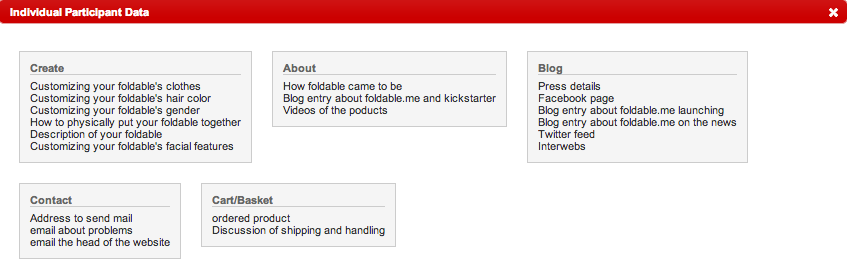 Individual Participant Data
Create
Customizing your foldable's clothes
Customizing your foldable's hair color
Customizing your foldable's gender
How to physically put your foldable together
Description of your foldable
Customizing your foldable's facial features
About
How foldable came to be
Blog entry about foldable.me and kickstarter
Videos of the poducts
Blog
Press details
Facebook page
Blog entry about foldable.me launching
Blog entry about foldable.me on the news
Twitter feed
Interwebs
Contact
Address to send mail
email about problems
email the head of the website
Cart/Basket
ordered product
Discussion of shipping and handling